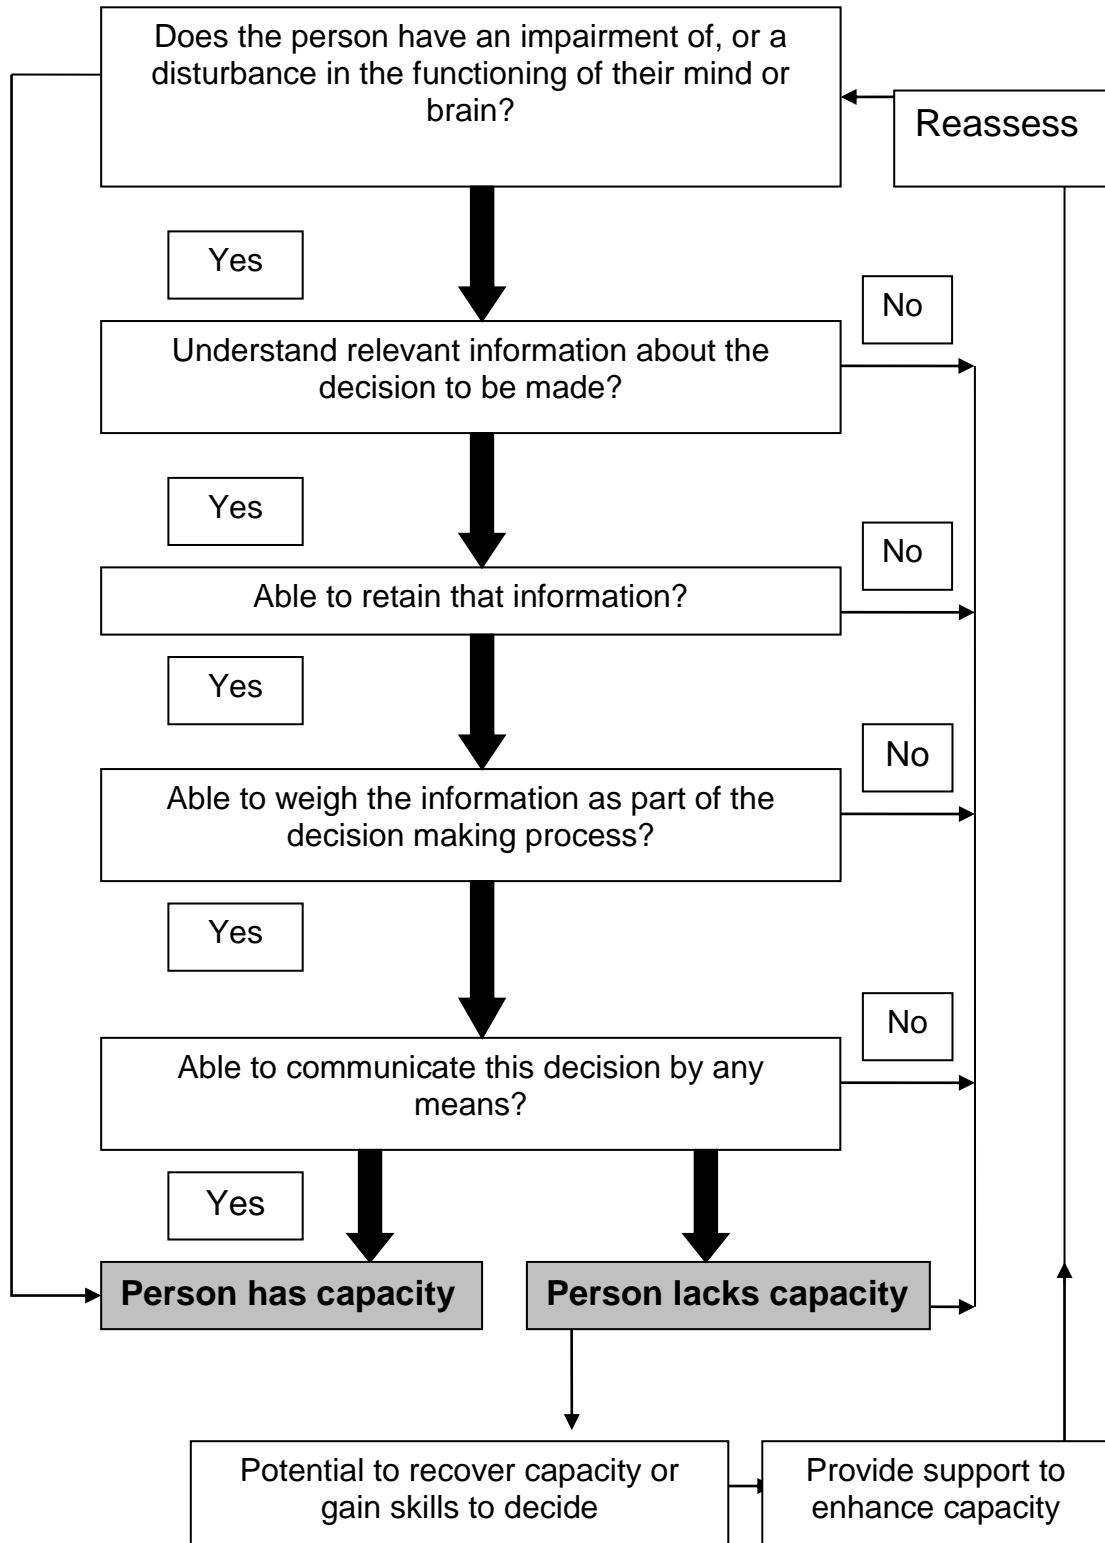 Does the person have an impairment of, or a
disturbance in the functioning of their mind or
brain?
Reassess
Yes
No
Understand relevant information about the
decision to be made?
Yes
No
Able to retain that information?
Yes
No
Able to weigh the information as part of the
decision making process?
Yes
No
Able to communicate this decision by any
means?
Yes
Person has capacity
Person lacks capacity
Potential to recover capacity or
gain skills to decide
Provide support to
enhance capacity